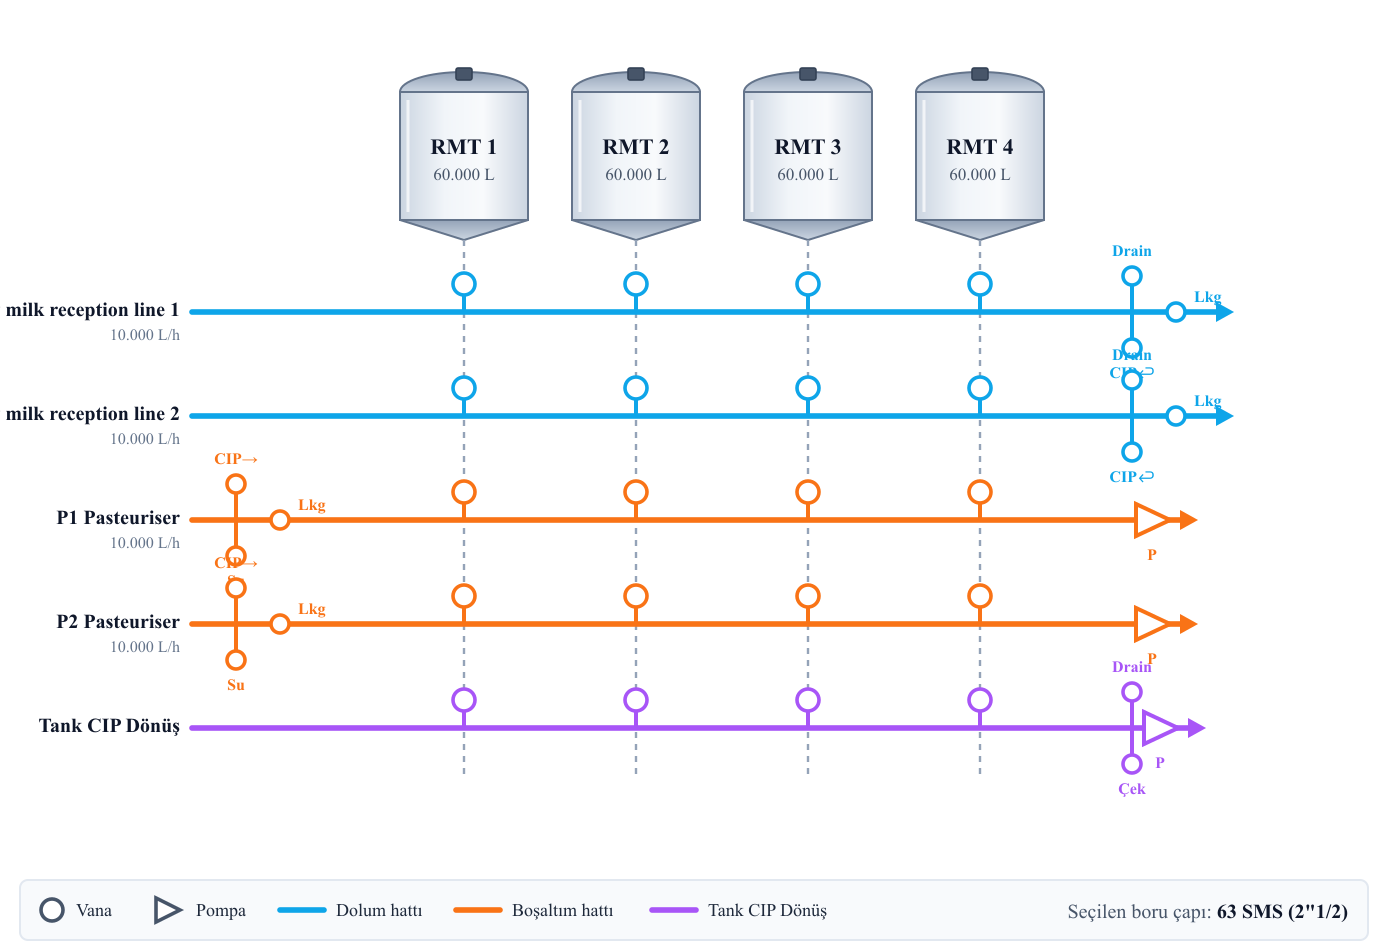 RMT 1
60.000 L
RMT 2
60.000 L
RMT 3
60.000 L
RMT 4
60.000 L
Drain
milk reception line 1
10.000 L/h
Lkg
Drain
CIP↩
milk reception line 2
10.000 L/h
Lkg
CIP↩
CIP→
P1 Pasteuriser
10.000 L/h
Lkg
P
CIP→
Su
P2 Pasteuriser
10.000 L/h
Lkg
P
Su
Drain
Tank CIP Dönüş
P
Çek
Vana
Pompa
Dolum hattı
Boşaltım hattı
Tank CIP Dönüş
Seçilen boru çapı: 63 SMS (2"1/2)